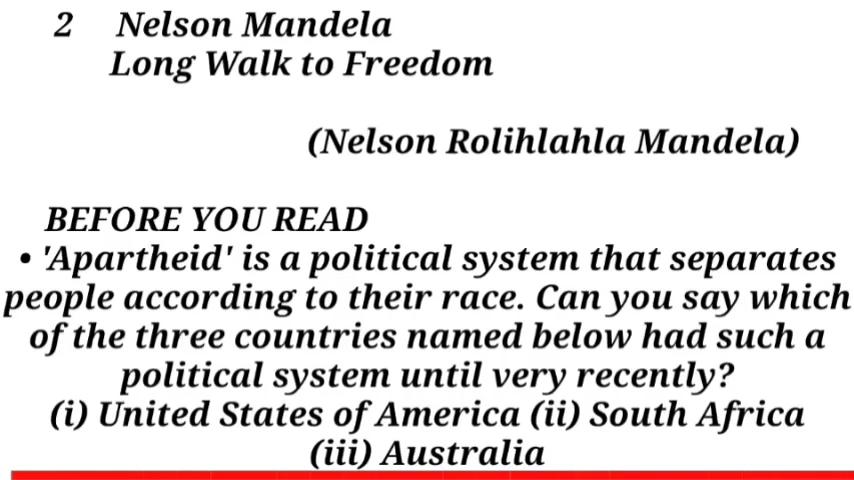 2 Nelson Mandela
Long Walk to Freedom
(Nelson Rolihlahla Mandela)
BEFORE YOU READ
• 'Apartheid' is a political system that separates
people according to their race. Can you say which
of the three countries named below had such a
political system until very recently?
(i) United States of America (ii) South Africa
(iii) Australia